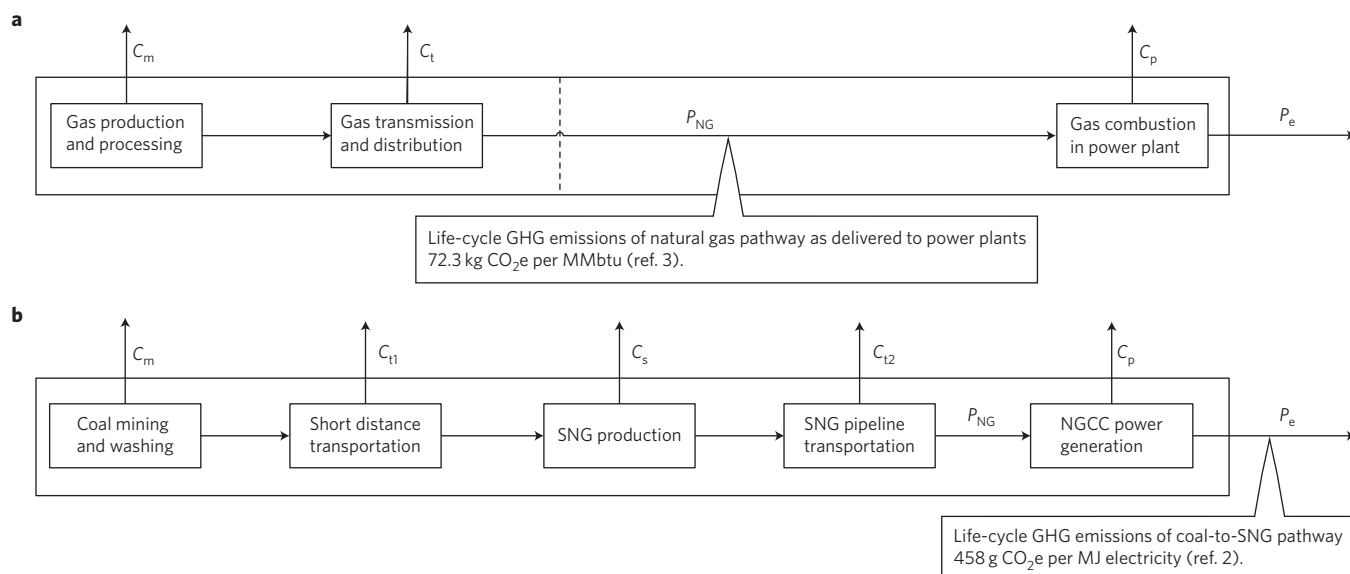 a
C_m
C_t
C_p
Gas production
and processing
Gas transmission
and distribution
P_NG
Gas combustion
in power plant
P_e
Life-cycle GHG emissions of natural gas pathway as delivered to power plants
72.3 kg CO₂e per MMbtu (ref. 3).
b
C_m
C_t1
C_s
C_t2
C_p
Coal mining
and washing
Short distance
transportation
SNG production
SNG pipeline
transportation
P_NG
NGCC power
generation
P_e
Life-cycle GHG emissions of coal-to-SNG pathway
458 g CO₂e per MJ electricity (ref. 2).